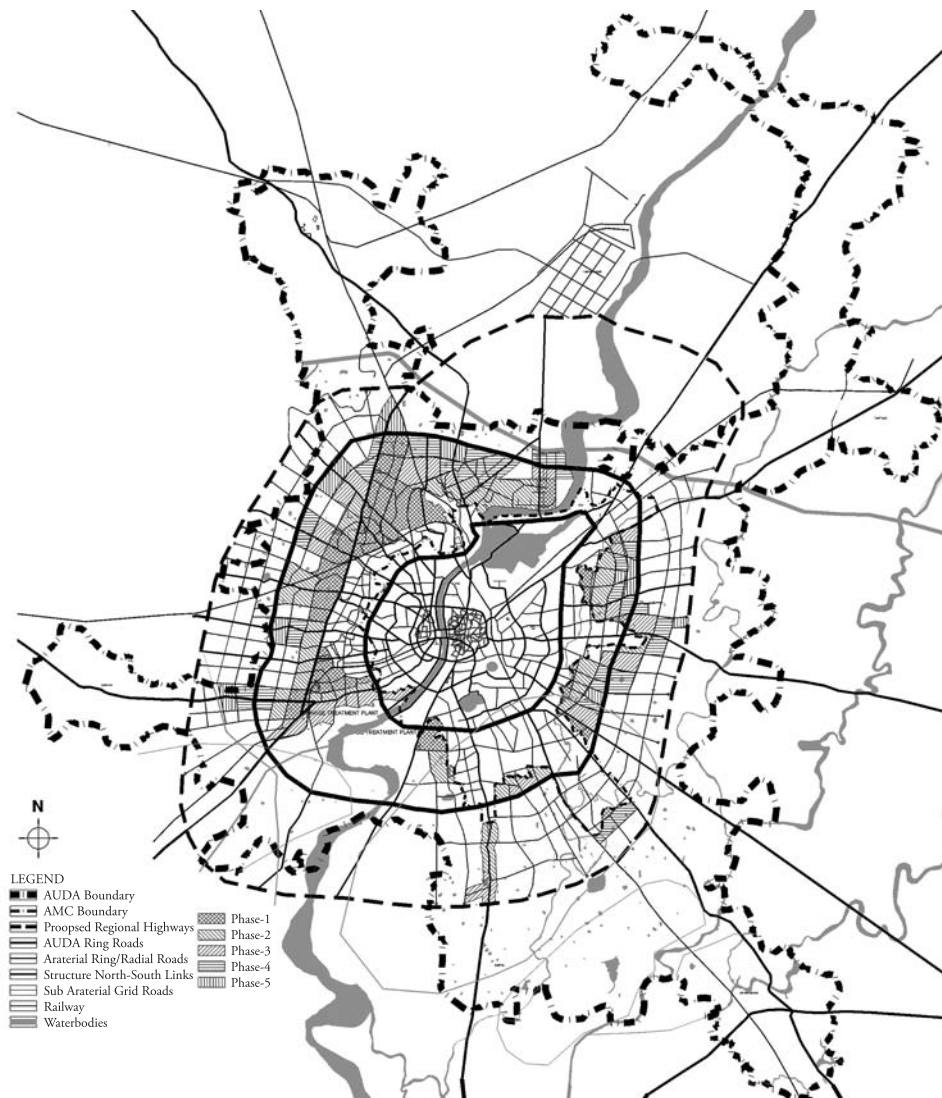 TREATMENT PLANT
TREATMENT PLANT
N
LEGEND
AUDA Boundary
AMC Boundary
Proopsed Regional Highways
AUDA Ring Roads
Araterial Ring/Radial Roads
Structure North-South Links
Sub Araterial Grid Roads
Railway
Waterbodies
Phase-1
Phase-2
Phase-3
Phase-4
Phase-5